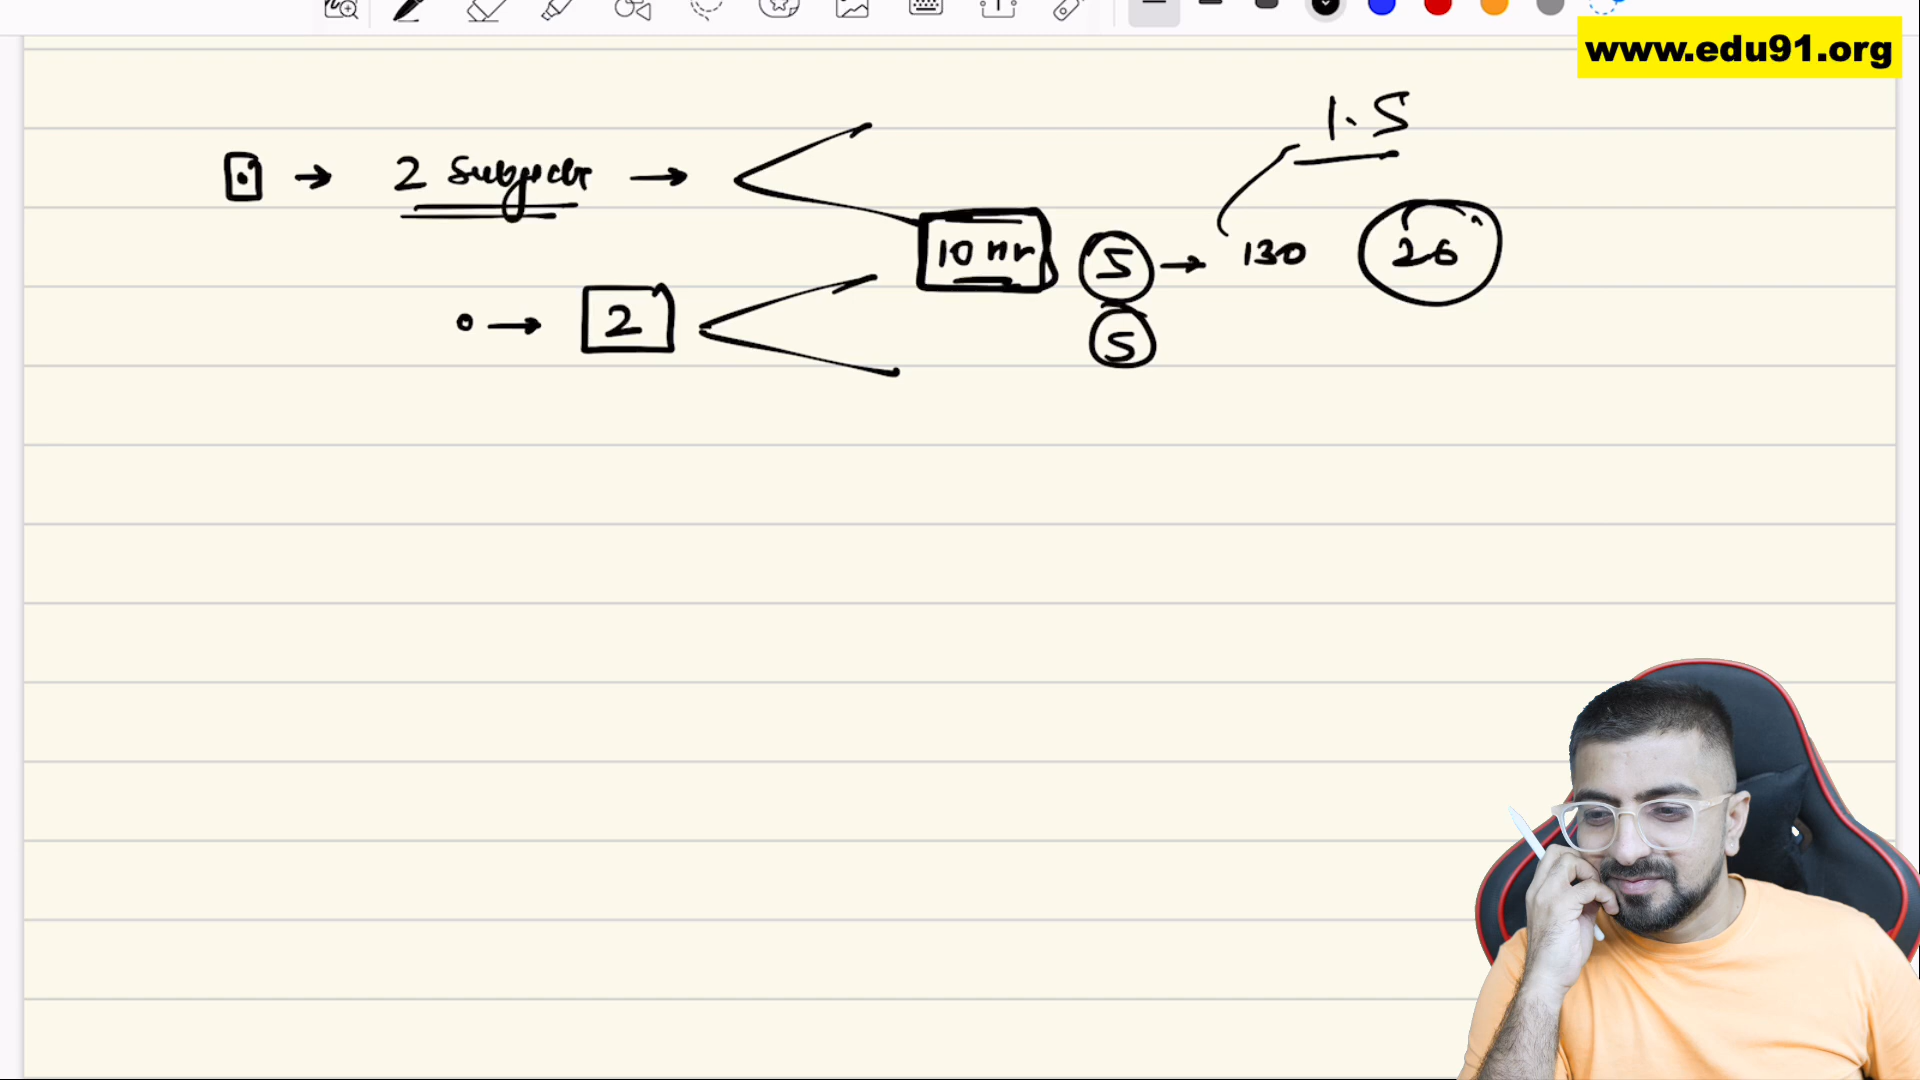 www.edu91.org
1.5
→ 2 Subject →
10 hr 5 → 130 26
→ 2 5